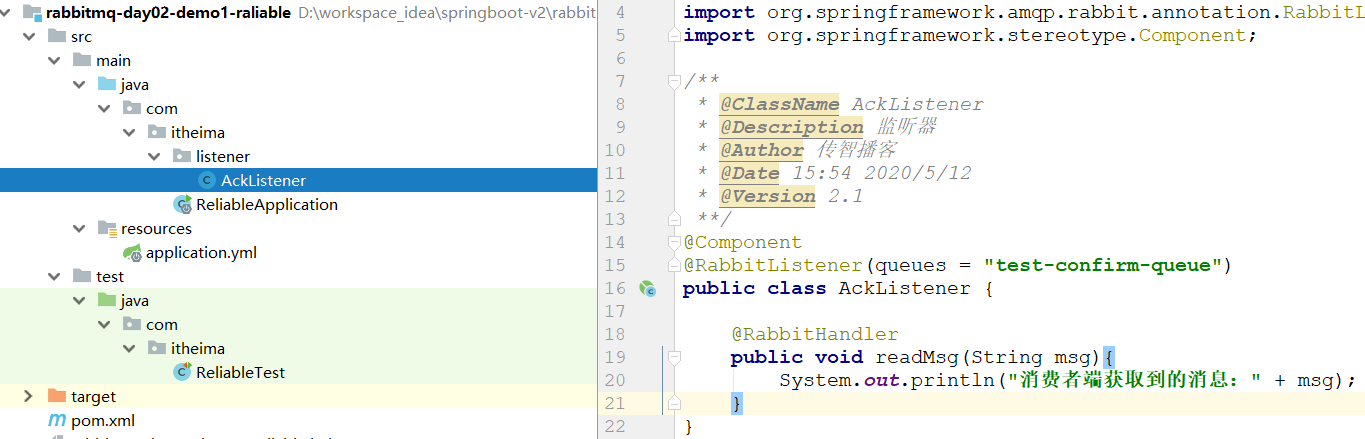 rabbitmq-day02-demo1-raliable D:\workspace_idea\springboot-v2\rabbit
src
main
java
com
itheima
listener
AckListener
ReliableApplication
resources
application.yml
test
java
com
itheima
ReliableTest
target
pom.xml
4 import org.springframework.amqp.rabbit.annotation.RabbitL
5 import org.springframework.stereotype.Component;
6
7 /**
8 * @ClassName AckListener
9 * @Description 监听器
10 * @Author 传智播客
11 * @Date 15:54 2020/5/12
12 * @Version 2.1
13 **/
14 @Component
15 @RabbitListener(queues = "test-confirm-queue")
16 public class AckListener {
17
18 @RabbitHandler
19 public void readMsg(String msg){
20 System.out.println("消费者端获取到的消息：" + msg);
21 }
22 }